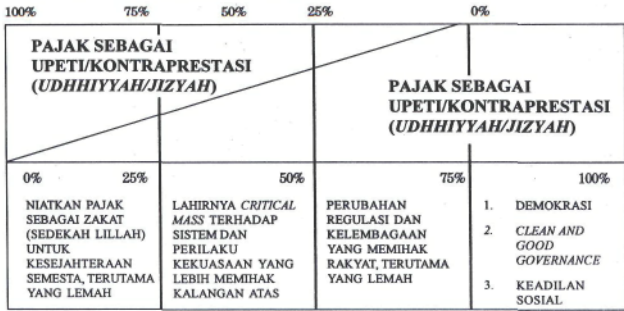 100% 75% 50% 25% 0%
PAJAK SEBAGAI
UPETI/KONTRAPRESTASI
(UDHHIYYAH/JIZYAH)
PAJAK SEBAGAI
UPETI/KONTRAPRESTASI
(UDHHIYYAH/JIZYAH)
0% 25% 50% 75% 100%
NIATKAN PAJAK
SEBAGAI ZAKAT
(SEDEKAH LILLAH)
UNTUK
KESEJAHTERAAN
SEMESTA, TERUTAMA
YANG LEMAH
LAHIRNYA CRITICAL
MASS TERHADAP
SISTEM DAN
PERILAKU
KEKUASAAN YANG
LEBIH MEMIHAK
KALANGAN ATAS
PERUBAHAN
REGULASI DAN
KELEMBAGAAN
YANG MEMIHAK
RAKYAT, TERUTAMA
YANG LEMAH
1. DEMOKRASI
2. CLEAN AND
GOOD
GOVERNANCE
3. KEADILAN
SOSIAL